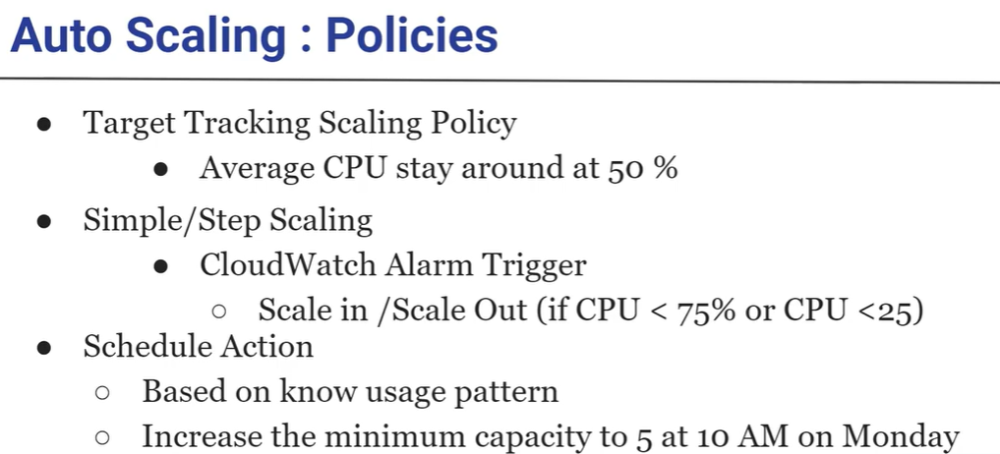 Auto Scaling : Policies
● Target Tracking Scaling Policy
● Average CPU stay around at 50 %
● Simple/Step Scaling
● CloudWatch Alarm Trigger
○ Scale in /Scale Out (if CPU < 75% or CPU <25)
● Schedule Action
○ Based on know usage pattern
○ Increase the minimum capacity to 5 at 10 AM on Monday